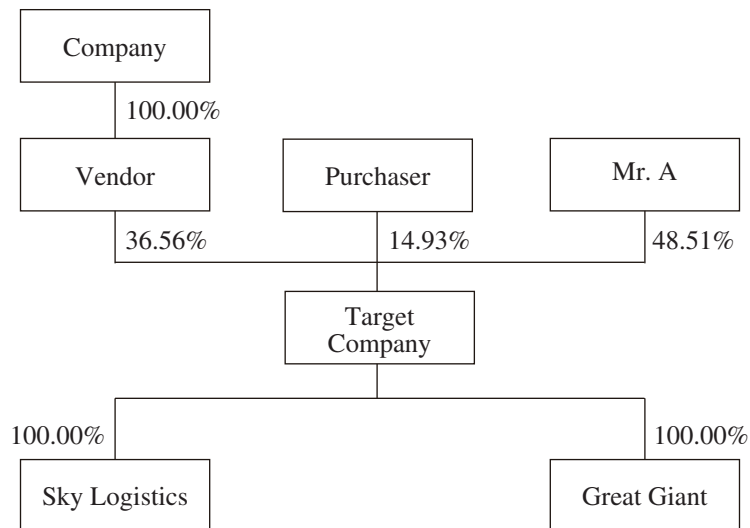 Company
100.00%
Vendor
Purchaser
Mr. A
36.56%
14.93%
48.51%
Target
Company
100.00%
100.00%
Sky Logistics
Great Giant